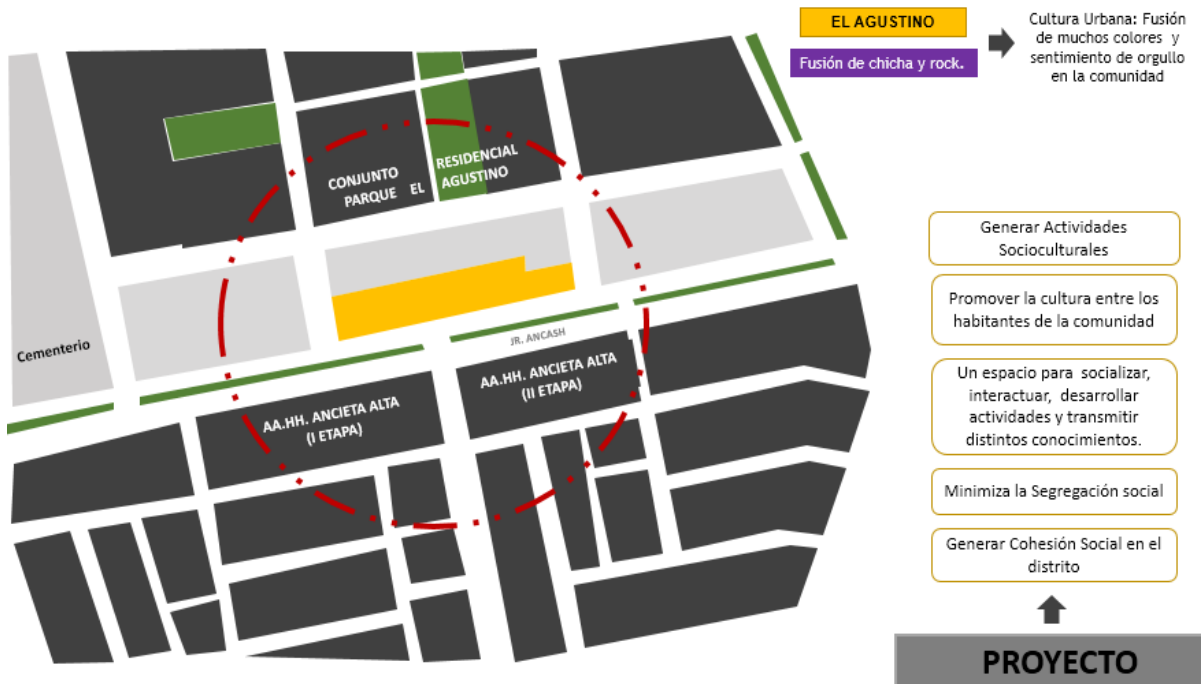 EL AGUSTINO
Fusión de chicha y rock.
Cultura Urbana: Fusión
de muchos colores y
sentimiento de orgullo
en la comunidad
CONJUNTO
PARQUE EL
RESIDENCIAL
AGUSTINO
Cementerio
JR. ANCASH
AA.HH. ANCIETA ALTA
(I ETAPA)
AA.HH. ANCIETA ALTA
(II ETAPA)
Generar Actividades
Socioculturales
Promover la cultura entre los
habitantes de la comunidad
Un espacio para socializar,
interactuar, desarrollar
actividades y transmitir
distintos conocimientos.
Minimiza la Segregación social
Generar Cohesión Social en el
distrito
PROYECTO